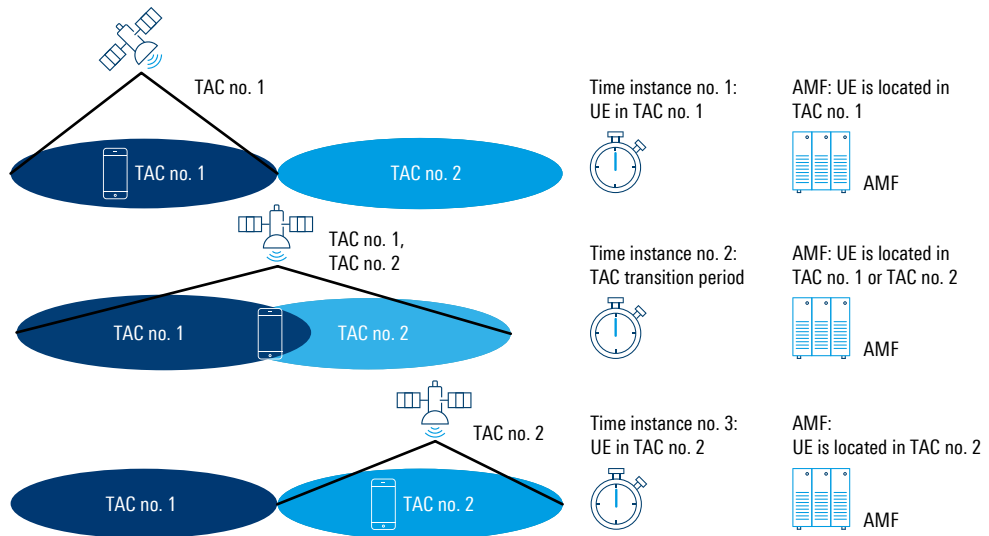 TAC no. 1
Time instance no. 1:
UE in TAC no. 1
AMF: UE is located in
TAC no. 1
TAC no. 1
TAC no. 2
AMF
TAC no. 1,
TAC no. 2
Time instance no. 2:
TAC transition period
AMF: UE is located in
TAC no. 1 or TAC no. 2
TAC no. 1
TAC no. 2
AMF
TAC no. 2
Time instance no. 3:
UE in TAC no. 2
AMF:
UE is located in TAC no. 2
TAC no. 1
TAC no. 2
AMF